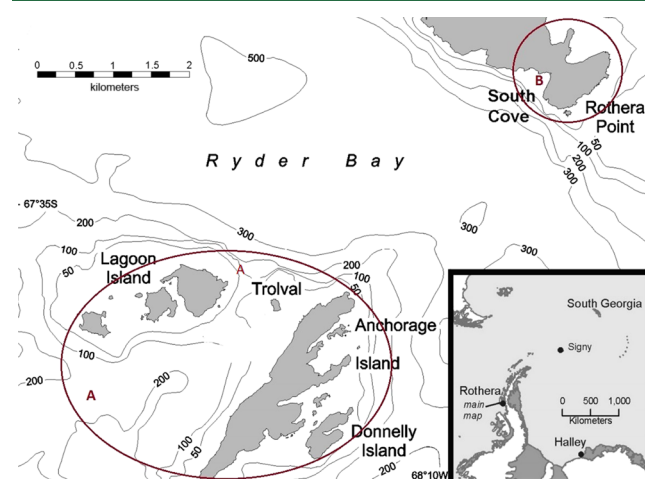 500
0 0.5 1 1.5 2
kilometers
B
South
Cove
Rothera
Point
50
100
200
300
Ryder Bay
67°35S
200
300
300
300
100
50
Lagoon
Island
A
Trolval
200
100
50
Anchorage
Island
100
200
200
A
100
50
Donnelly
Island
200
68°10W
South Georgia
Signy
Rothera
main
map
0 500 1,000
Kilometers
Halley